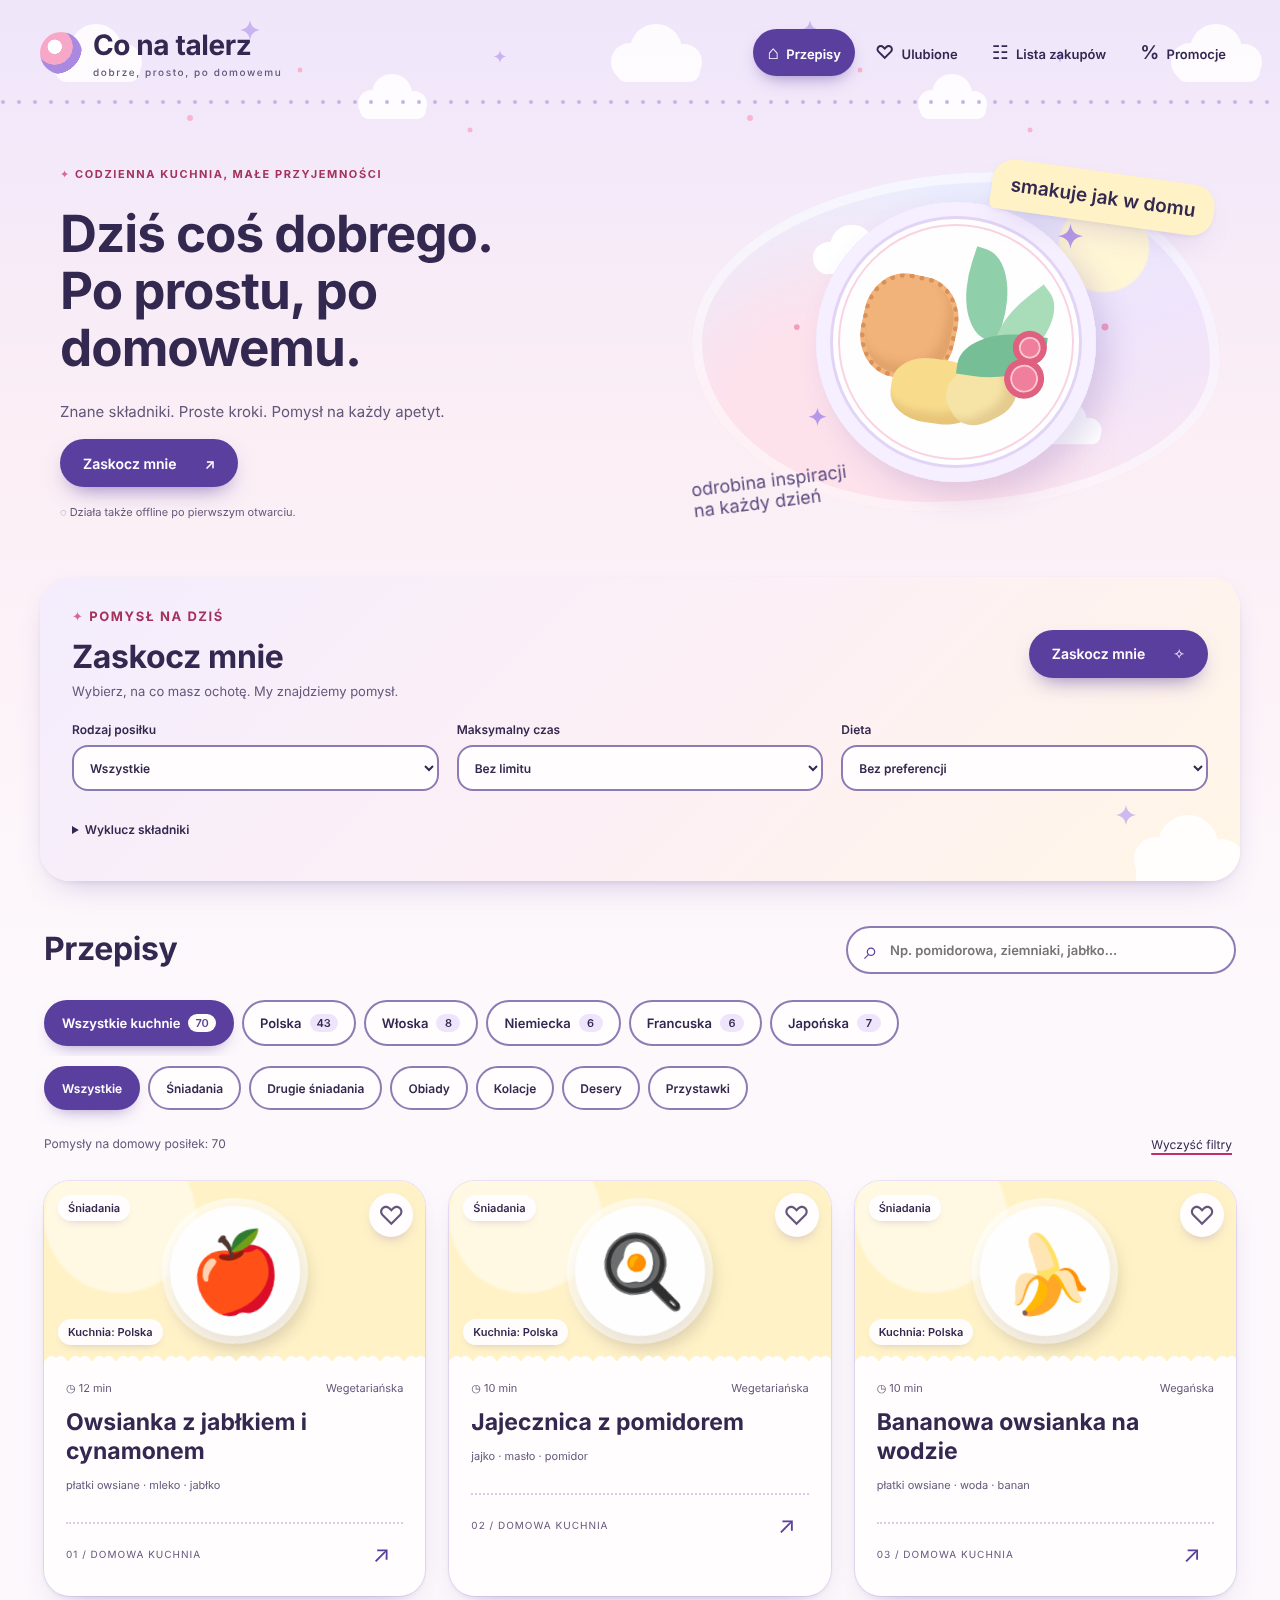 Co na talerz
dobrze, prosto, po domowemu
Przepisy
Ulubione
Lista zakupów
Promocje
CODZIENNA KUCHNIA, MAŁE PRZYJEMNOŚCI
Dziś coś dobrego.
Po prostu, po
domowemu.
Znane składniki. Proste kroki. Pomysł na każdy apetyt.
Zaskocz mnie
Działa także offline po pierwszym otwarciu.
smakuje jak w domu
odrobina inspiracji
na każdy dzień
POMYSŁ NA DZIŚ
Zaskocz mnie
Wybierz, na co masz ochotę. My znajdziemy pomysł.
Zaskocz mnie
Rodzaj posiłku
Maksymalny czas
Dieta
Wszystkie
Bez limitu
Bez preferencji
Wyklucz składniki
Przepisy
Np. pomidorowa, ziemniaki, jabłko...
Wszystkie kuchnie 70
Polska 43
Włoska 8
Niemiecka 6
Francuska 6
Japońska 7
Wszystkie
Śniadania
Drugie śniadania
Obiady
Kolacje
Desery
Przystawki
Pomysły na domowy posiłek: 70
Wyczyść filtry
Śniadania
Kuchnia: Polska
12 min
Wegetariańska
Owsianka z jabłkiem i
cynamonem
płatki owsiane · mleko · jabłko
01 / DOMOWA KUCHNIA
Śniadania
Kuchnia: Polska
10 min
Wegetariańska
Jajecznica z pomidorem
jajko · masło · pomidor
02 / DOMOWA KUCHNIA
Śniadania
Kuchnia: Polska
10 min
Wegańska
Bananowa owsianka na
wodzie
płatki owsiane · woda · banan
03 / DOMOWA KUCHNIA